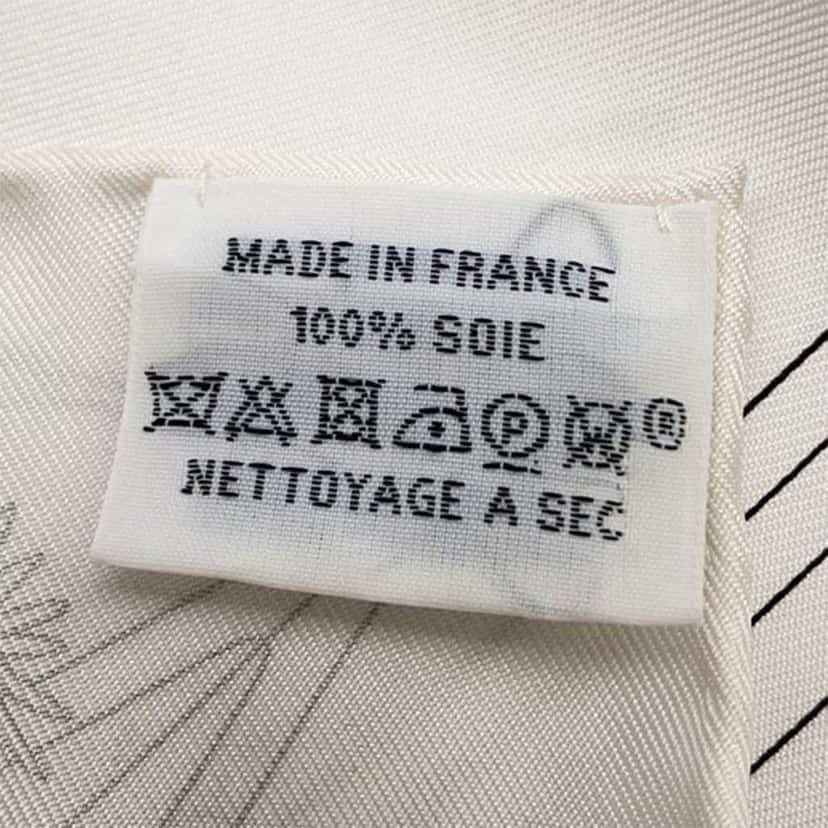 MADE IN FRANCE
100% SOIE
P W ®
NETTOYAGE A SEC